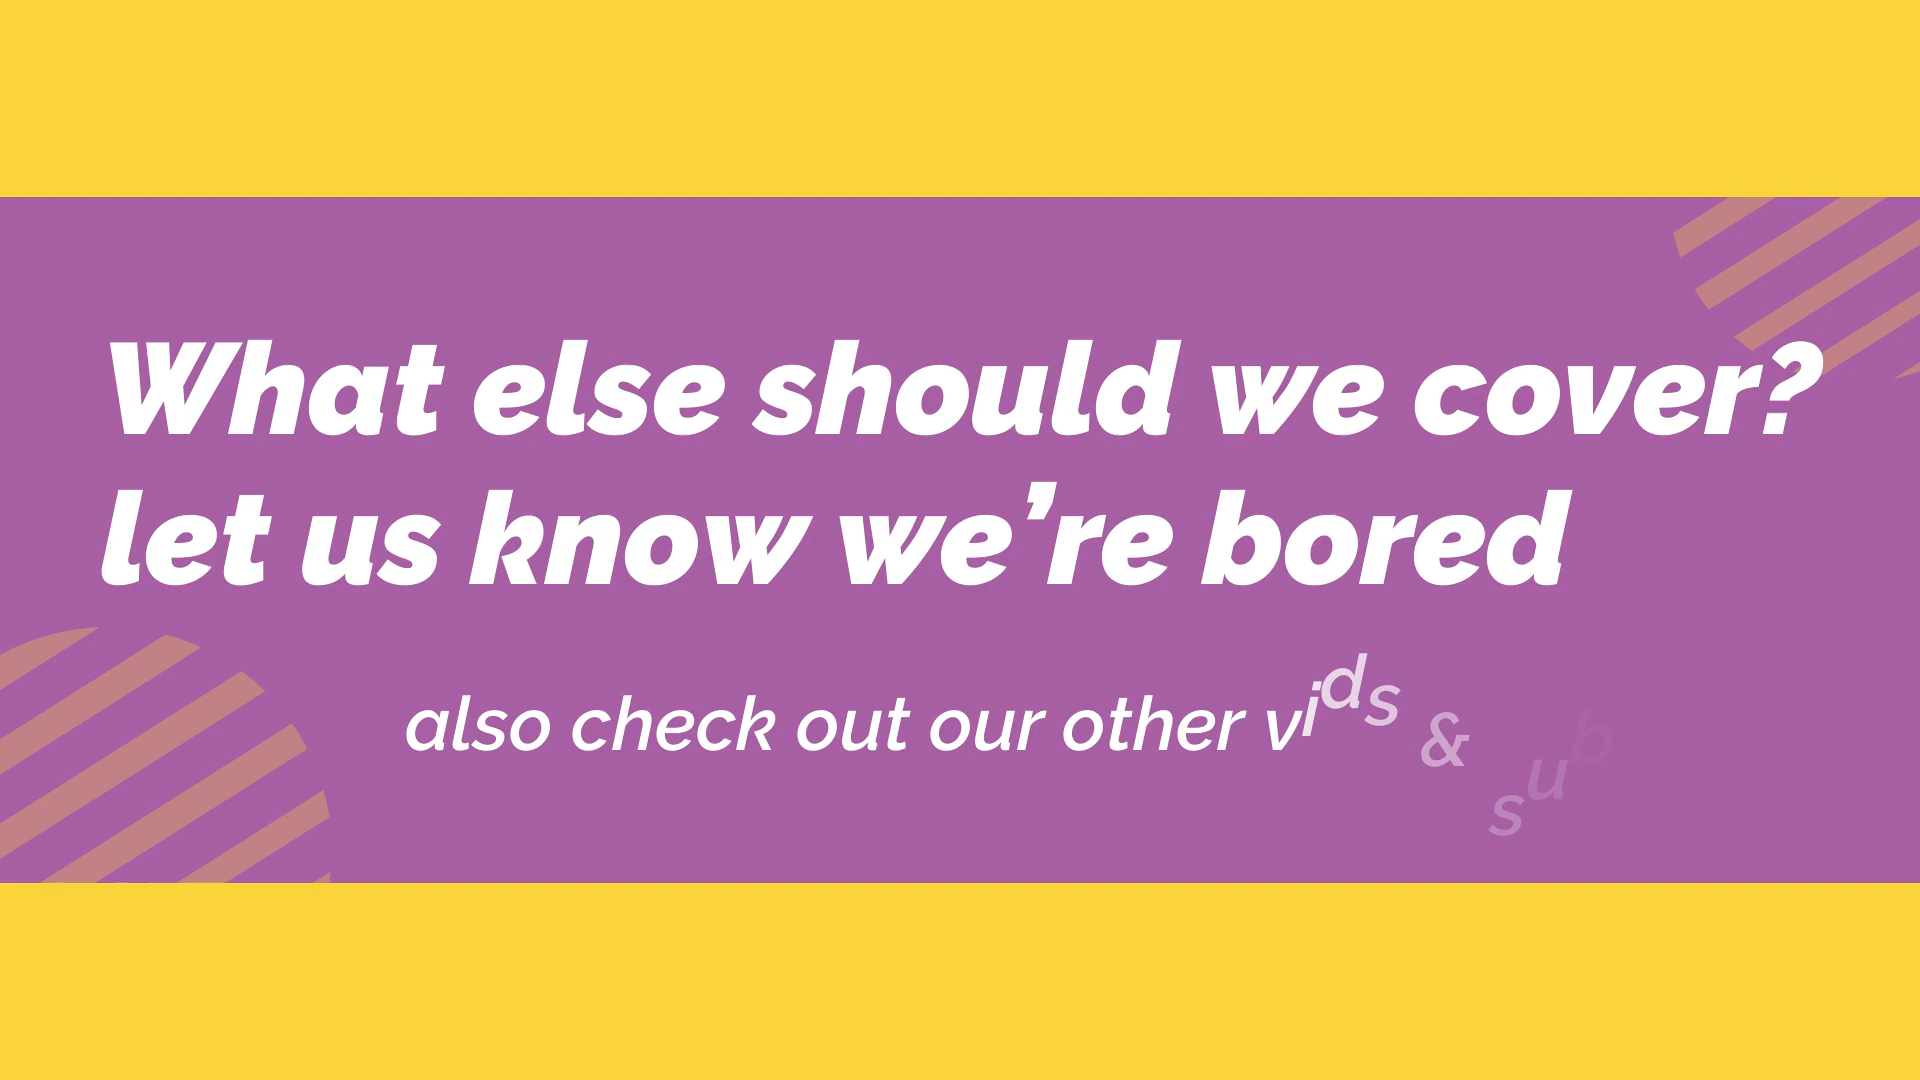 What else should we cover?
let us know we’re bored
also check out our other vids & sub